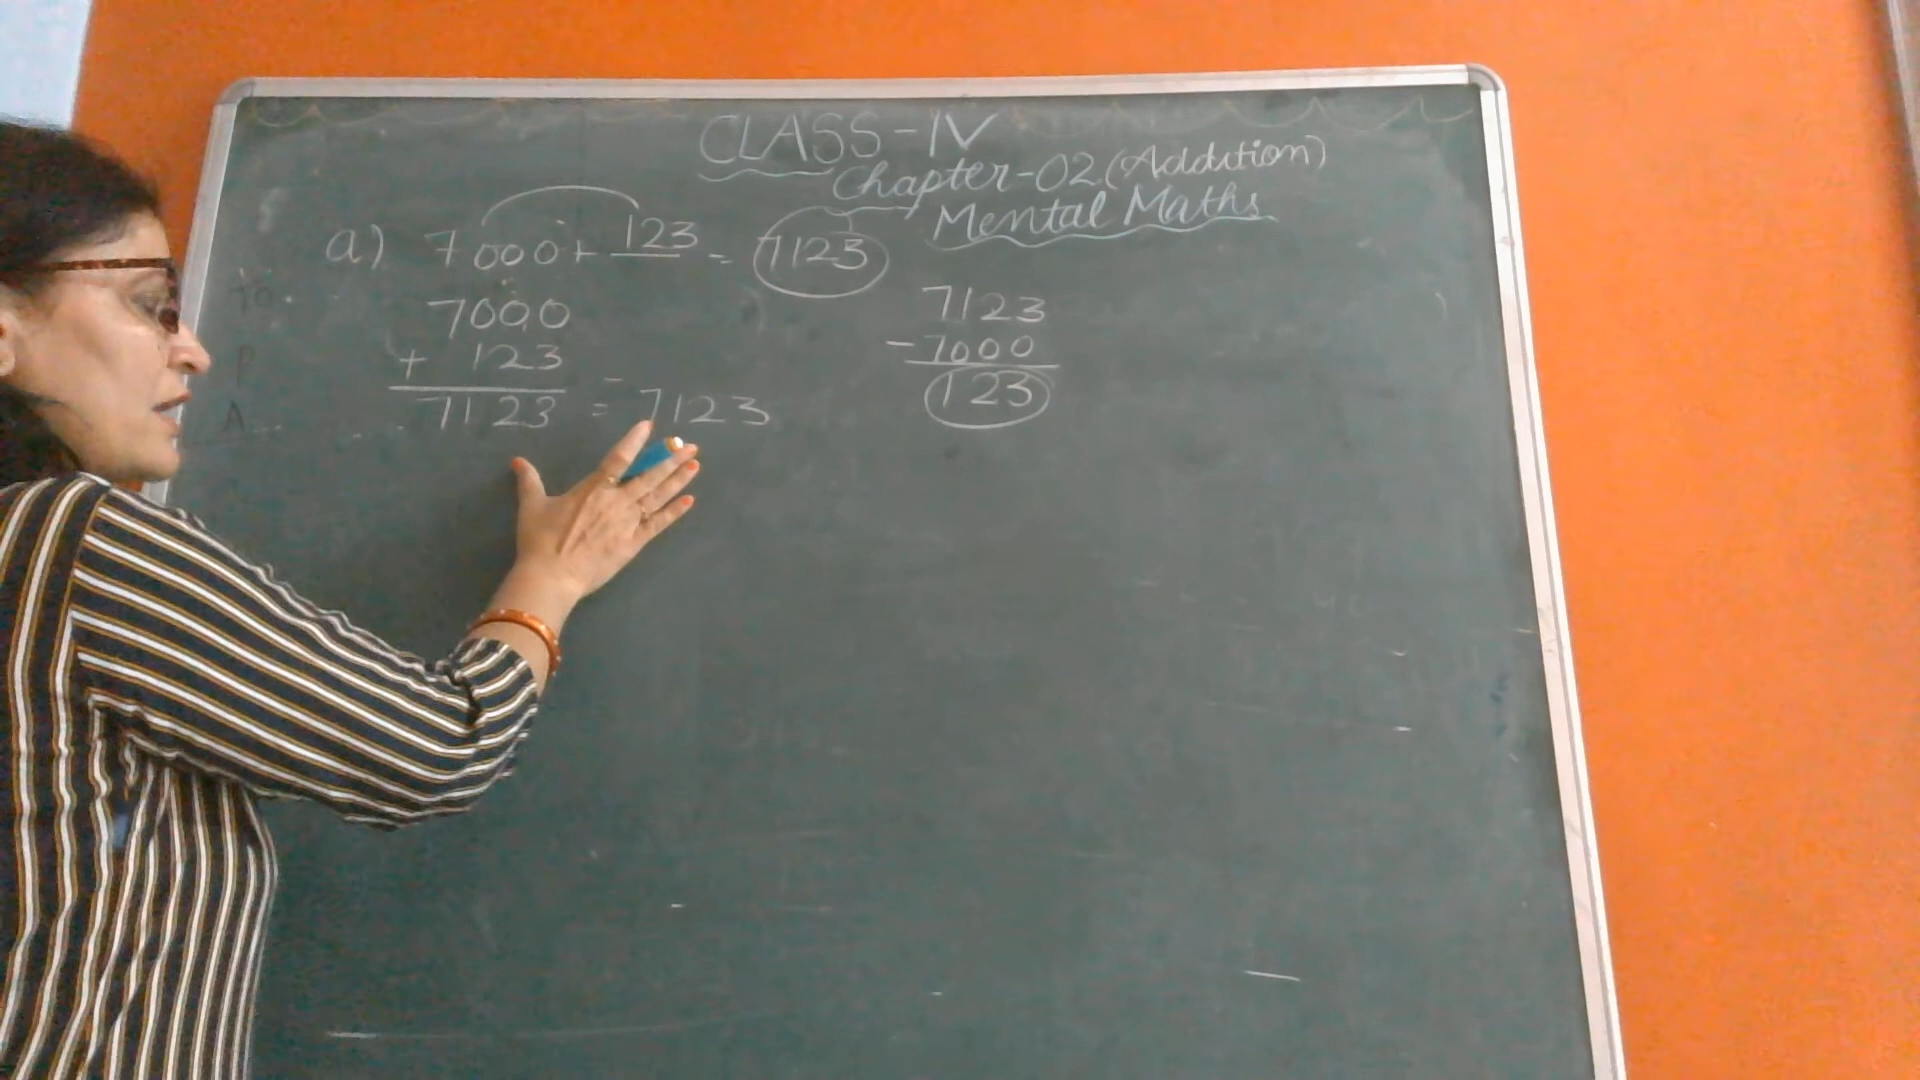 CLASS-IV
Chapter-02 (Addition)
Mental Maths
a) 7000 + 123 = 7123
7000
+ 123
7123 = 7123
7123
- 7000
123